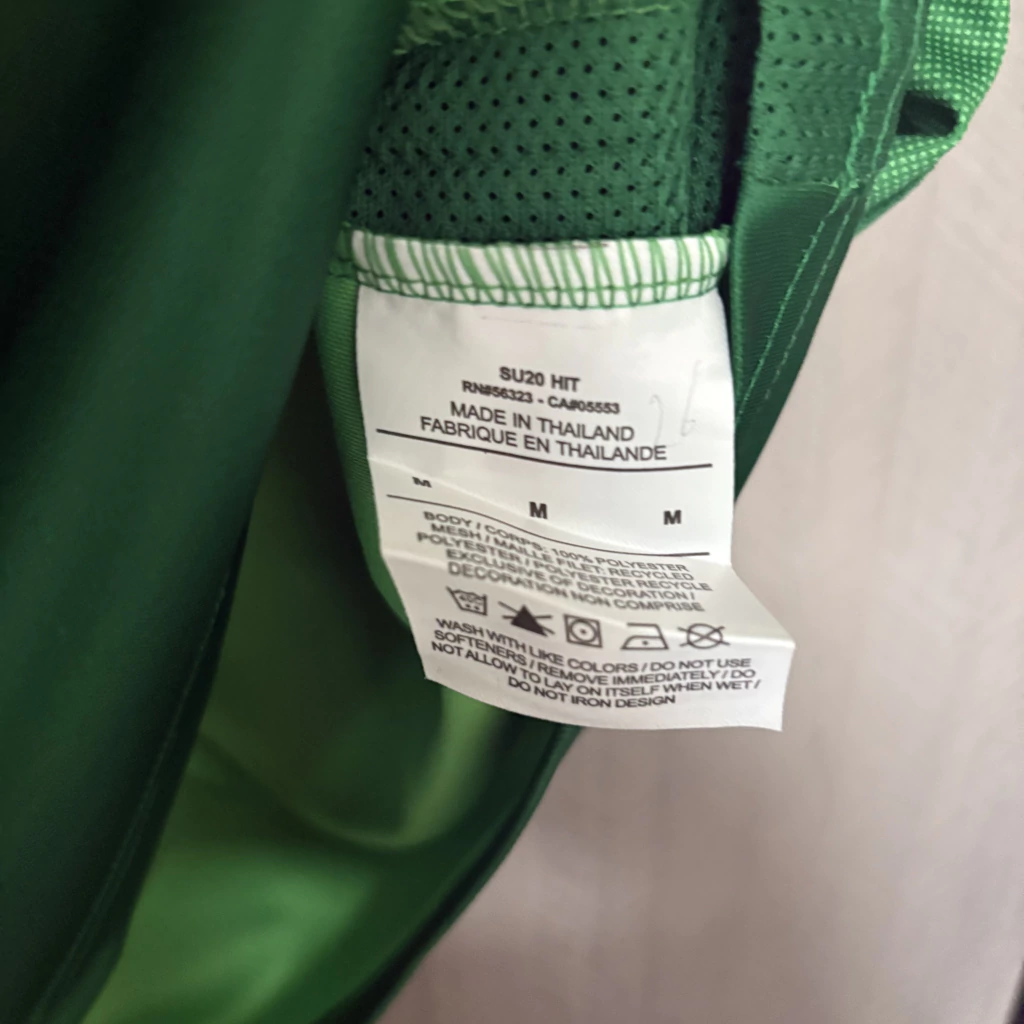 SU20 HIT
RN#56323 - CA#05553
MADE IN THAILAND
FABRIQUE EN THAILANDE
26
M M M
BODY / CORPS: 100% POLYESTER
MESH / MAILLE FILET: RECYCLED
POLYESTER / POLYESTER RECYCLE
EXCLUSIVE OF DECORATION /
DECORATION NON COMPRISE
WASH WITH LIKE COLORS / DO NOT USE
SOFTENERS / REMOVE IMMEDIATELY / DO
NOT ALLOW TO LAY ON ITSELF WHEN WET /
DO NOT IRON DESIGN